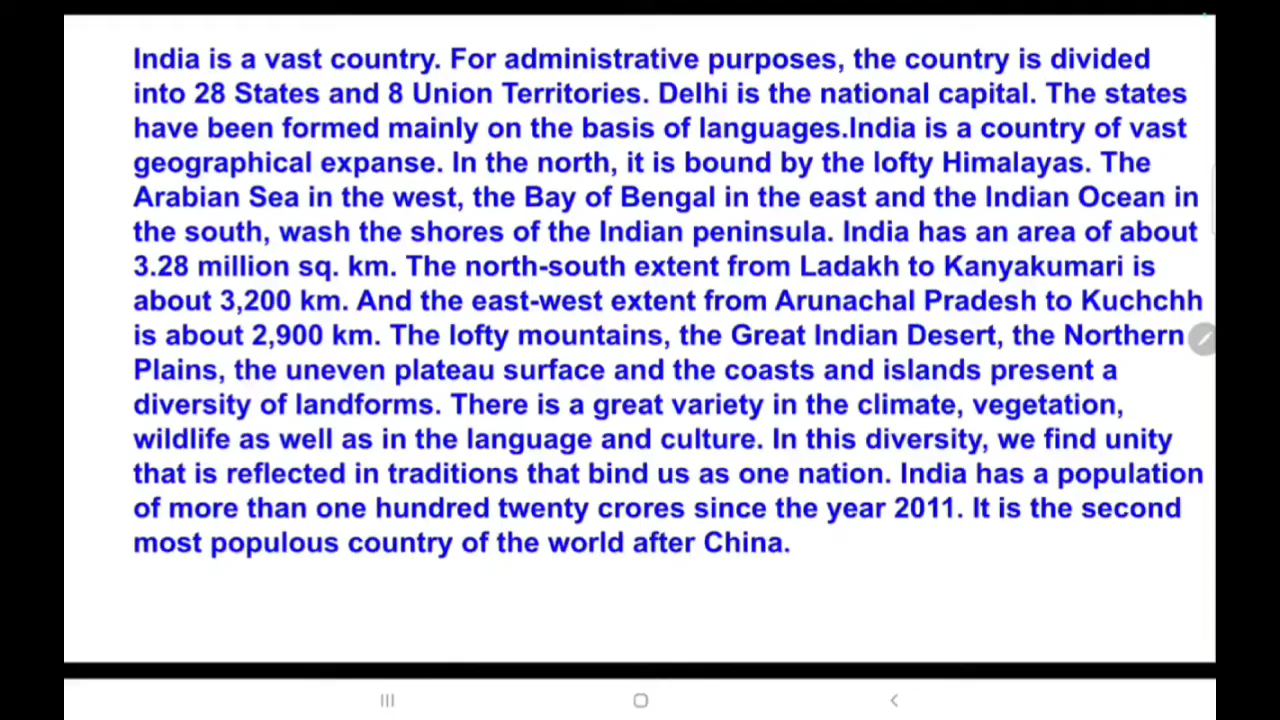 India is a vast country. For administrative purposes, the country is divided
into 28 States and 8 Union Territories. Delhi is the national capital. The states
have been formed mainly on the basis of languages.India is a country of vast
geographical expanse. In the north, it is bound by the lofty Himalayas. The
Arabian Sea in the west, the Bay of Bengal in the east and the Indian Ocean in
the south, wash the shores of the Indian peninsula. India has an area of about
3.28 million sq. km. The north-south extent from Ladakh to Kanyakumari is
about 3,200 km. And the east-west extent from Arunachal Pradesh to Kuchchh
is about 2,900 km. The lofty mountains, the Great Indian Desert, the Northern
Plains, the uneven plateau surface and the coasts and islands present a
diversity of landforms. There is a great variety in the climate, vegetation,
wildlife as well as in the language and culture. In this diversity, we find unity
that is reflected in traditions that bind us as one nation. India has a population
of more than one hundred twenty crores since the year 2011. It is the second
most populous country of the world after China.